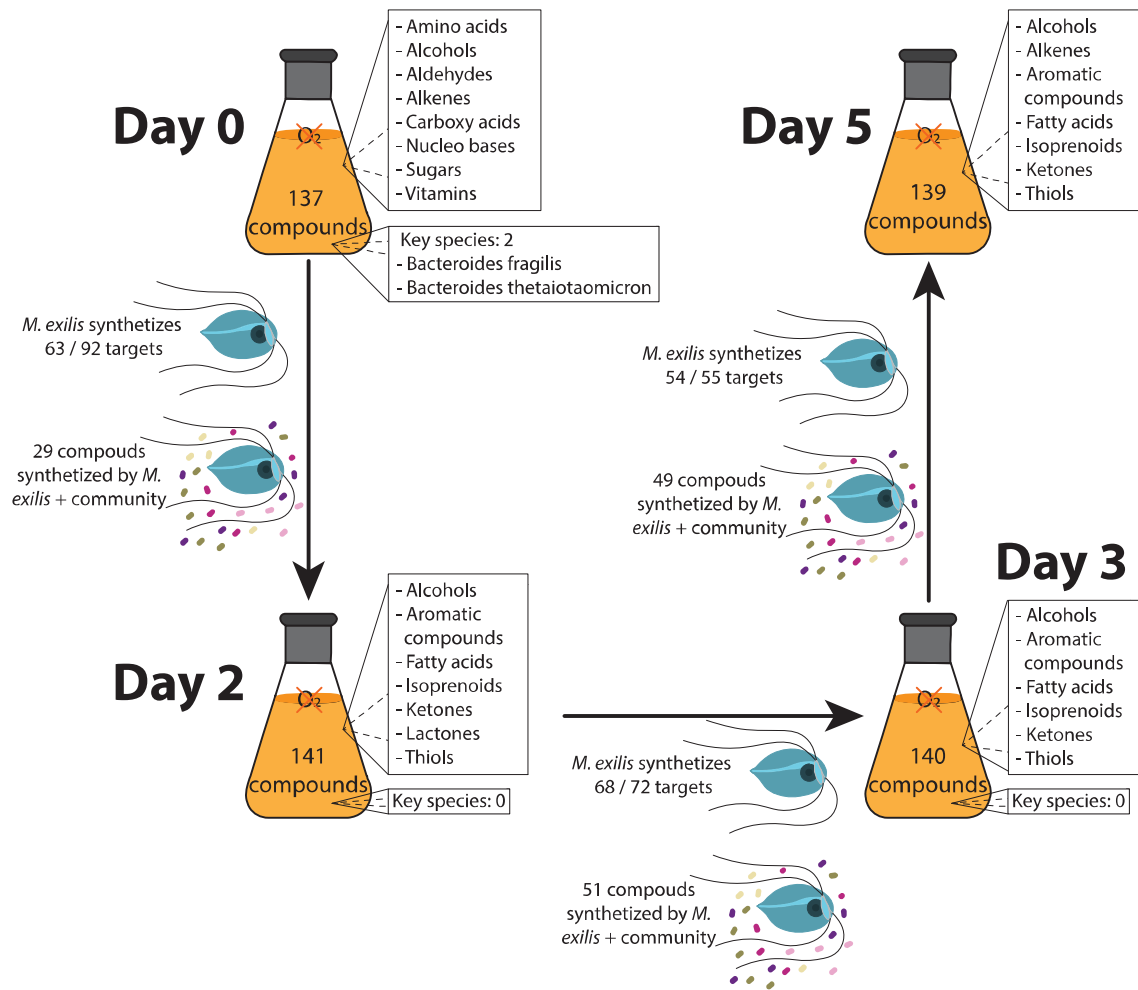 Day 0
O₂
137
compounds
- Amino acids
- Alcohols
- Aldehydes
- Alkenes
- Carboxy acids
- Nucleo bases
- Sugars
- Vitamins
Key species: 2
- Bacteroides fragilis
- Bacteroides thetaiotaomicron
M. exilis synthetizes
63 / 92 targets
29 compouds
synthetized by M.
exilis + community
Day 2
O₂
141
compounds
- Alcohols
- Aromatic
compounds
- Fatty acids
- Isoprenoids
- Ketones
- Lactones
- Thiols
Key species: 0
M. exilis synthetizes
68 / 72 targets
51 compouds
synthetized by M.
exilis + community
Day 3
O₂
140
compounds
- Alcohols
- Aromatic
compounds
- Fatty acids
- Isoprenoids
- Ketones
- Thiols
Key species: 0
M. exilis synthetizes
54 / 55 targets
49 compouds
synthetized by M.
exilis + community
Day 5
O₂
139
compounds
- Alcohols
- Alkenes
- Aromatic
compounds
- Fatty acids
- Isoprenoids
- Ketones
- Thiols